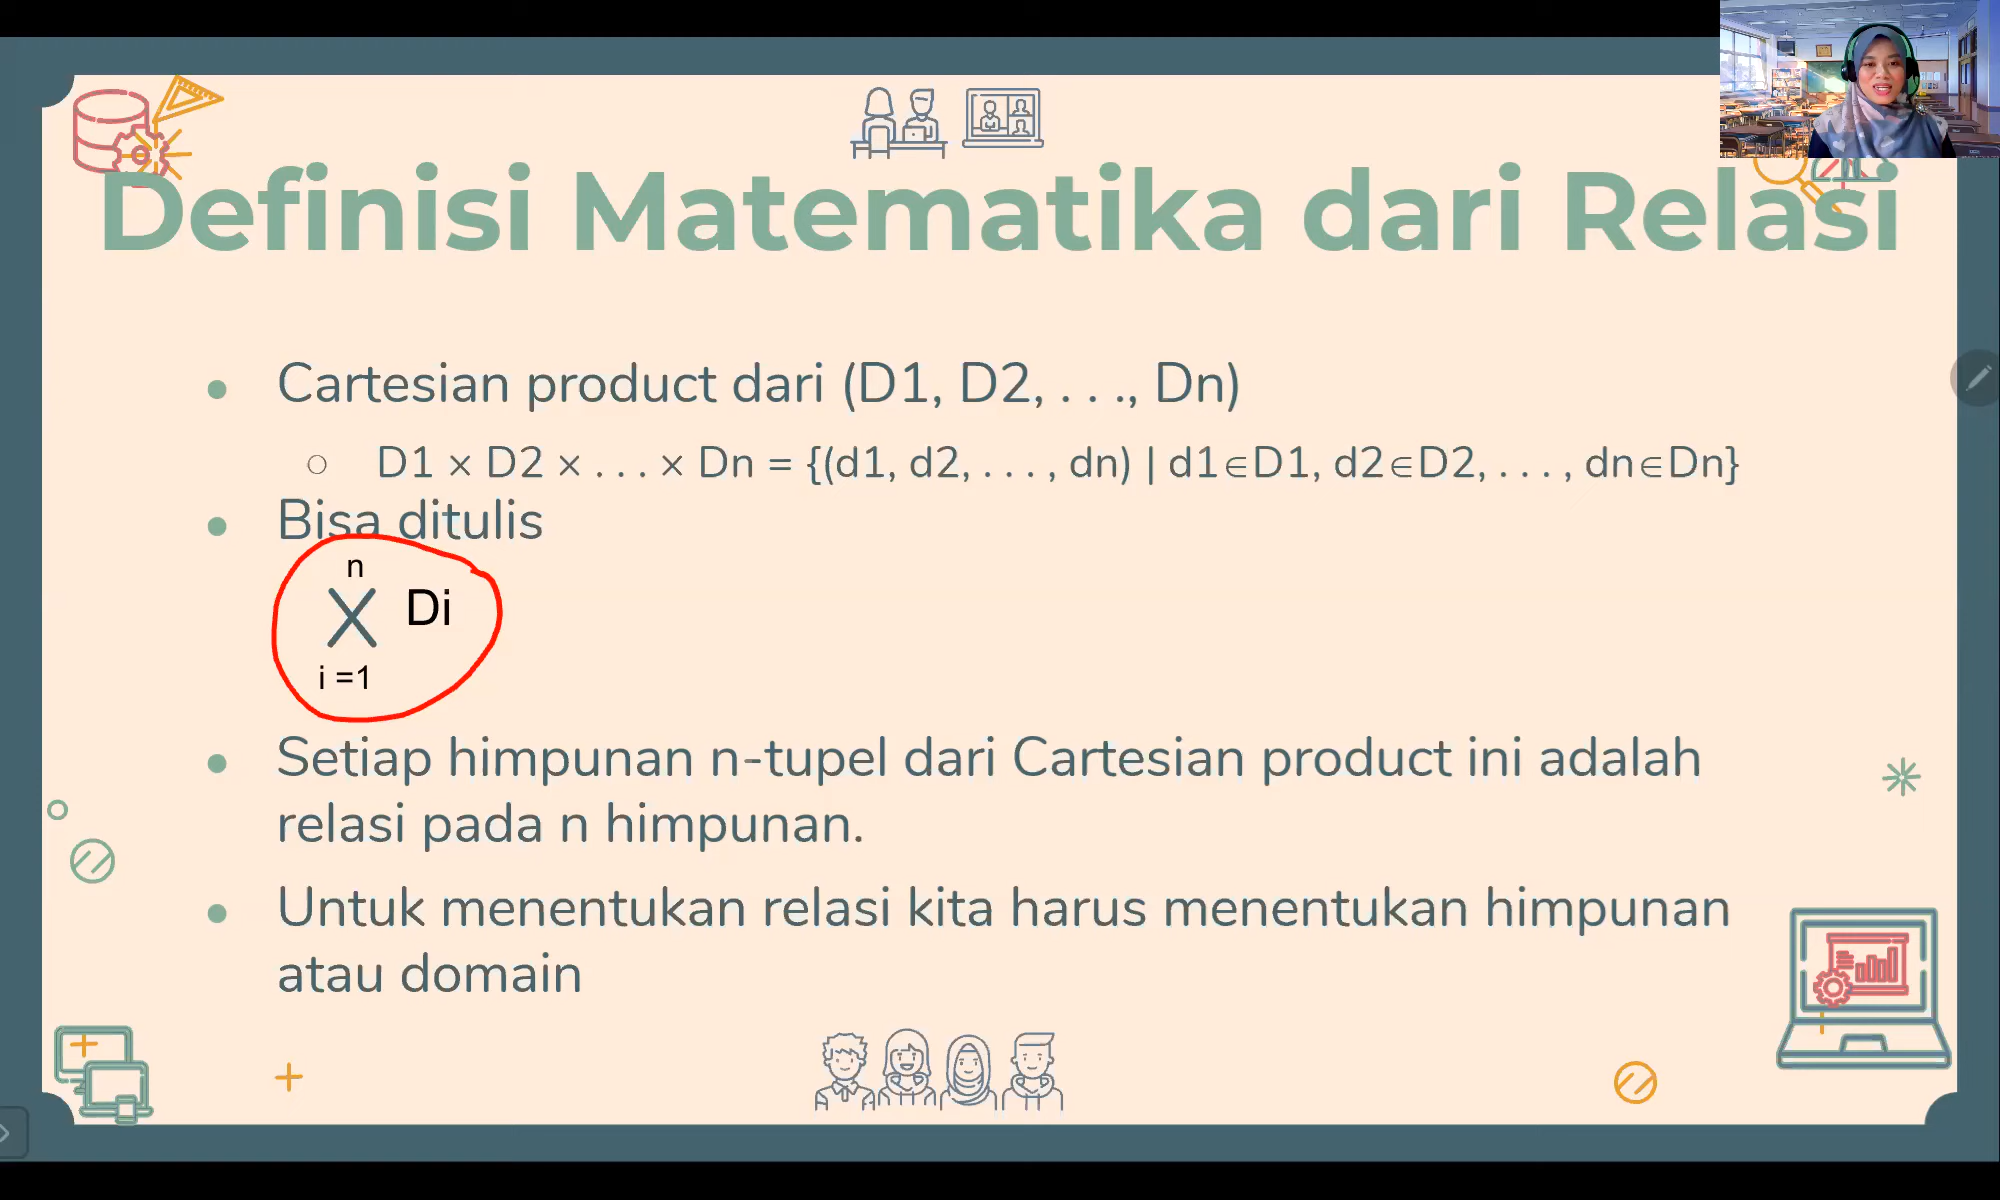 Definisi Matematika dari Relasi
Cartesian product dari (D1, D2, . . ., Dn)
D1 × D2 × . . . × Dn = {(d1, d2, . . . , dn) | d1∈D1, d2∈D2, . . . , dn∈Dn}
Bisa ditulis
n
X Di
i =1
Setiap himpunan n-tupel dari Cartesian product ini adalah
relasi pada n himpunan.
Untuk menentukan relasi kita harus menentukan himpunan
atau domain